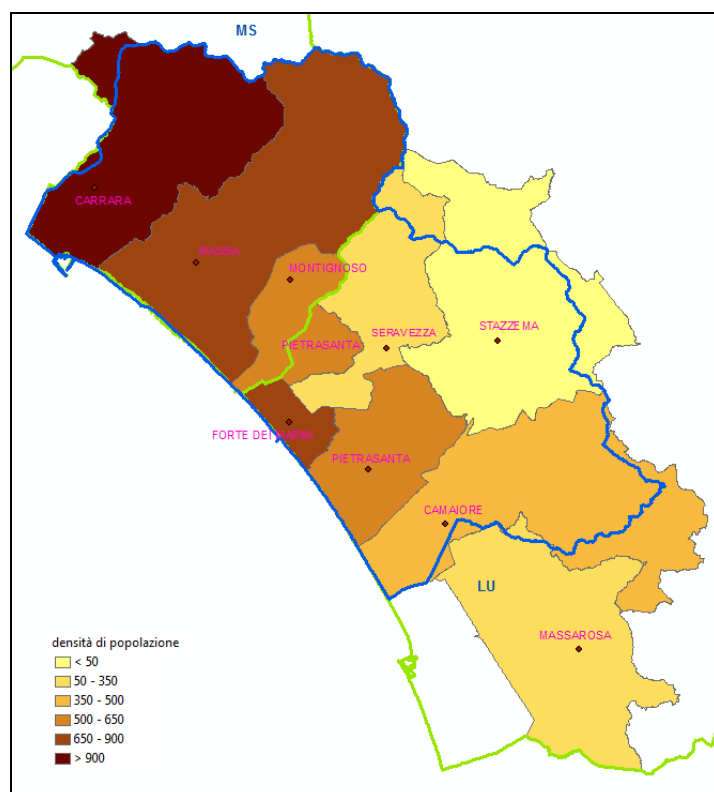 MS
CARRARA
MASSA
MONTIGNOSO
PIETRASANTA
SERAVEZZA
STAZZEMA
FORTE DEI MARMI
PIETRASANTA
CAMAIORE
LU
MASSAROSA
densità di popolazione
< 50
50 - 350
350 - 500
500 - 650
650 - 900
> 900